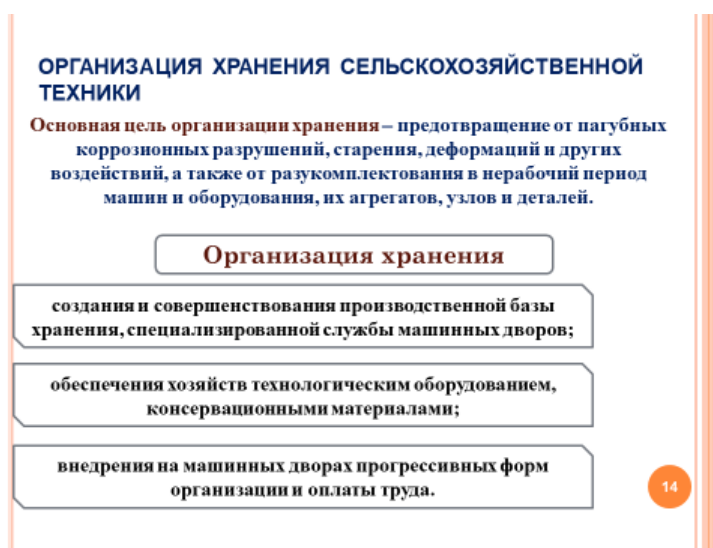 ОРГАНИЗАЦИЯ ХРАНЕНИЯ СЕЛЬСКОХОЗЯЙСТВЕННОЙ
ТЕХНИКИ
Основная цель организации хранения – предотвращение от пагубных
коррозионных разрушений, старения, деформаций и других
воздействий, а также от разукомплектования в нерабочий период
машин и оборудования, их агрегатов, узлов и деталей.
Организация хранения
создания и совершенствования производственной базы
хранения, специализированной службы машинных дворов;
обеспечения хозяйств технологическим оборудованием,
консервационными материалами;
внедрения на машинных дворах прогрессивных форм
организации и оплаты труда.
14